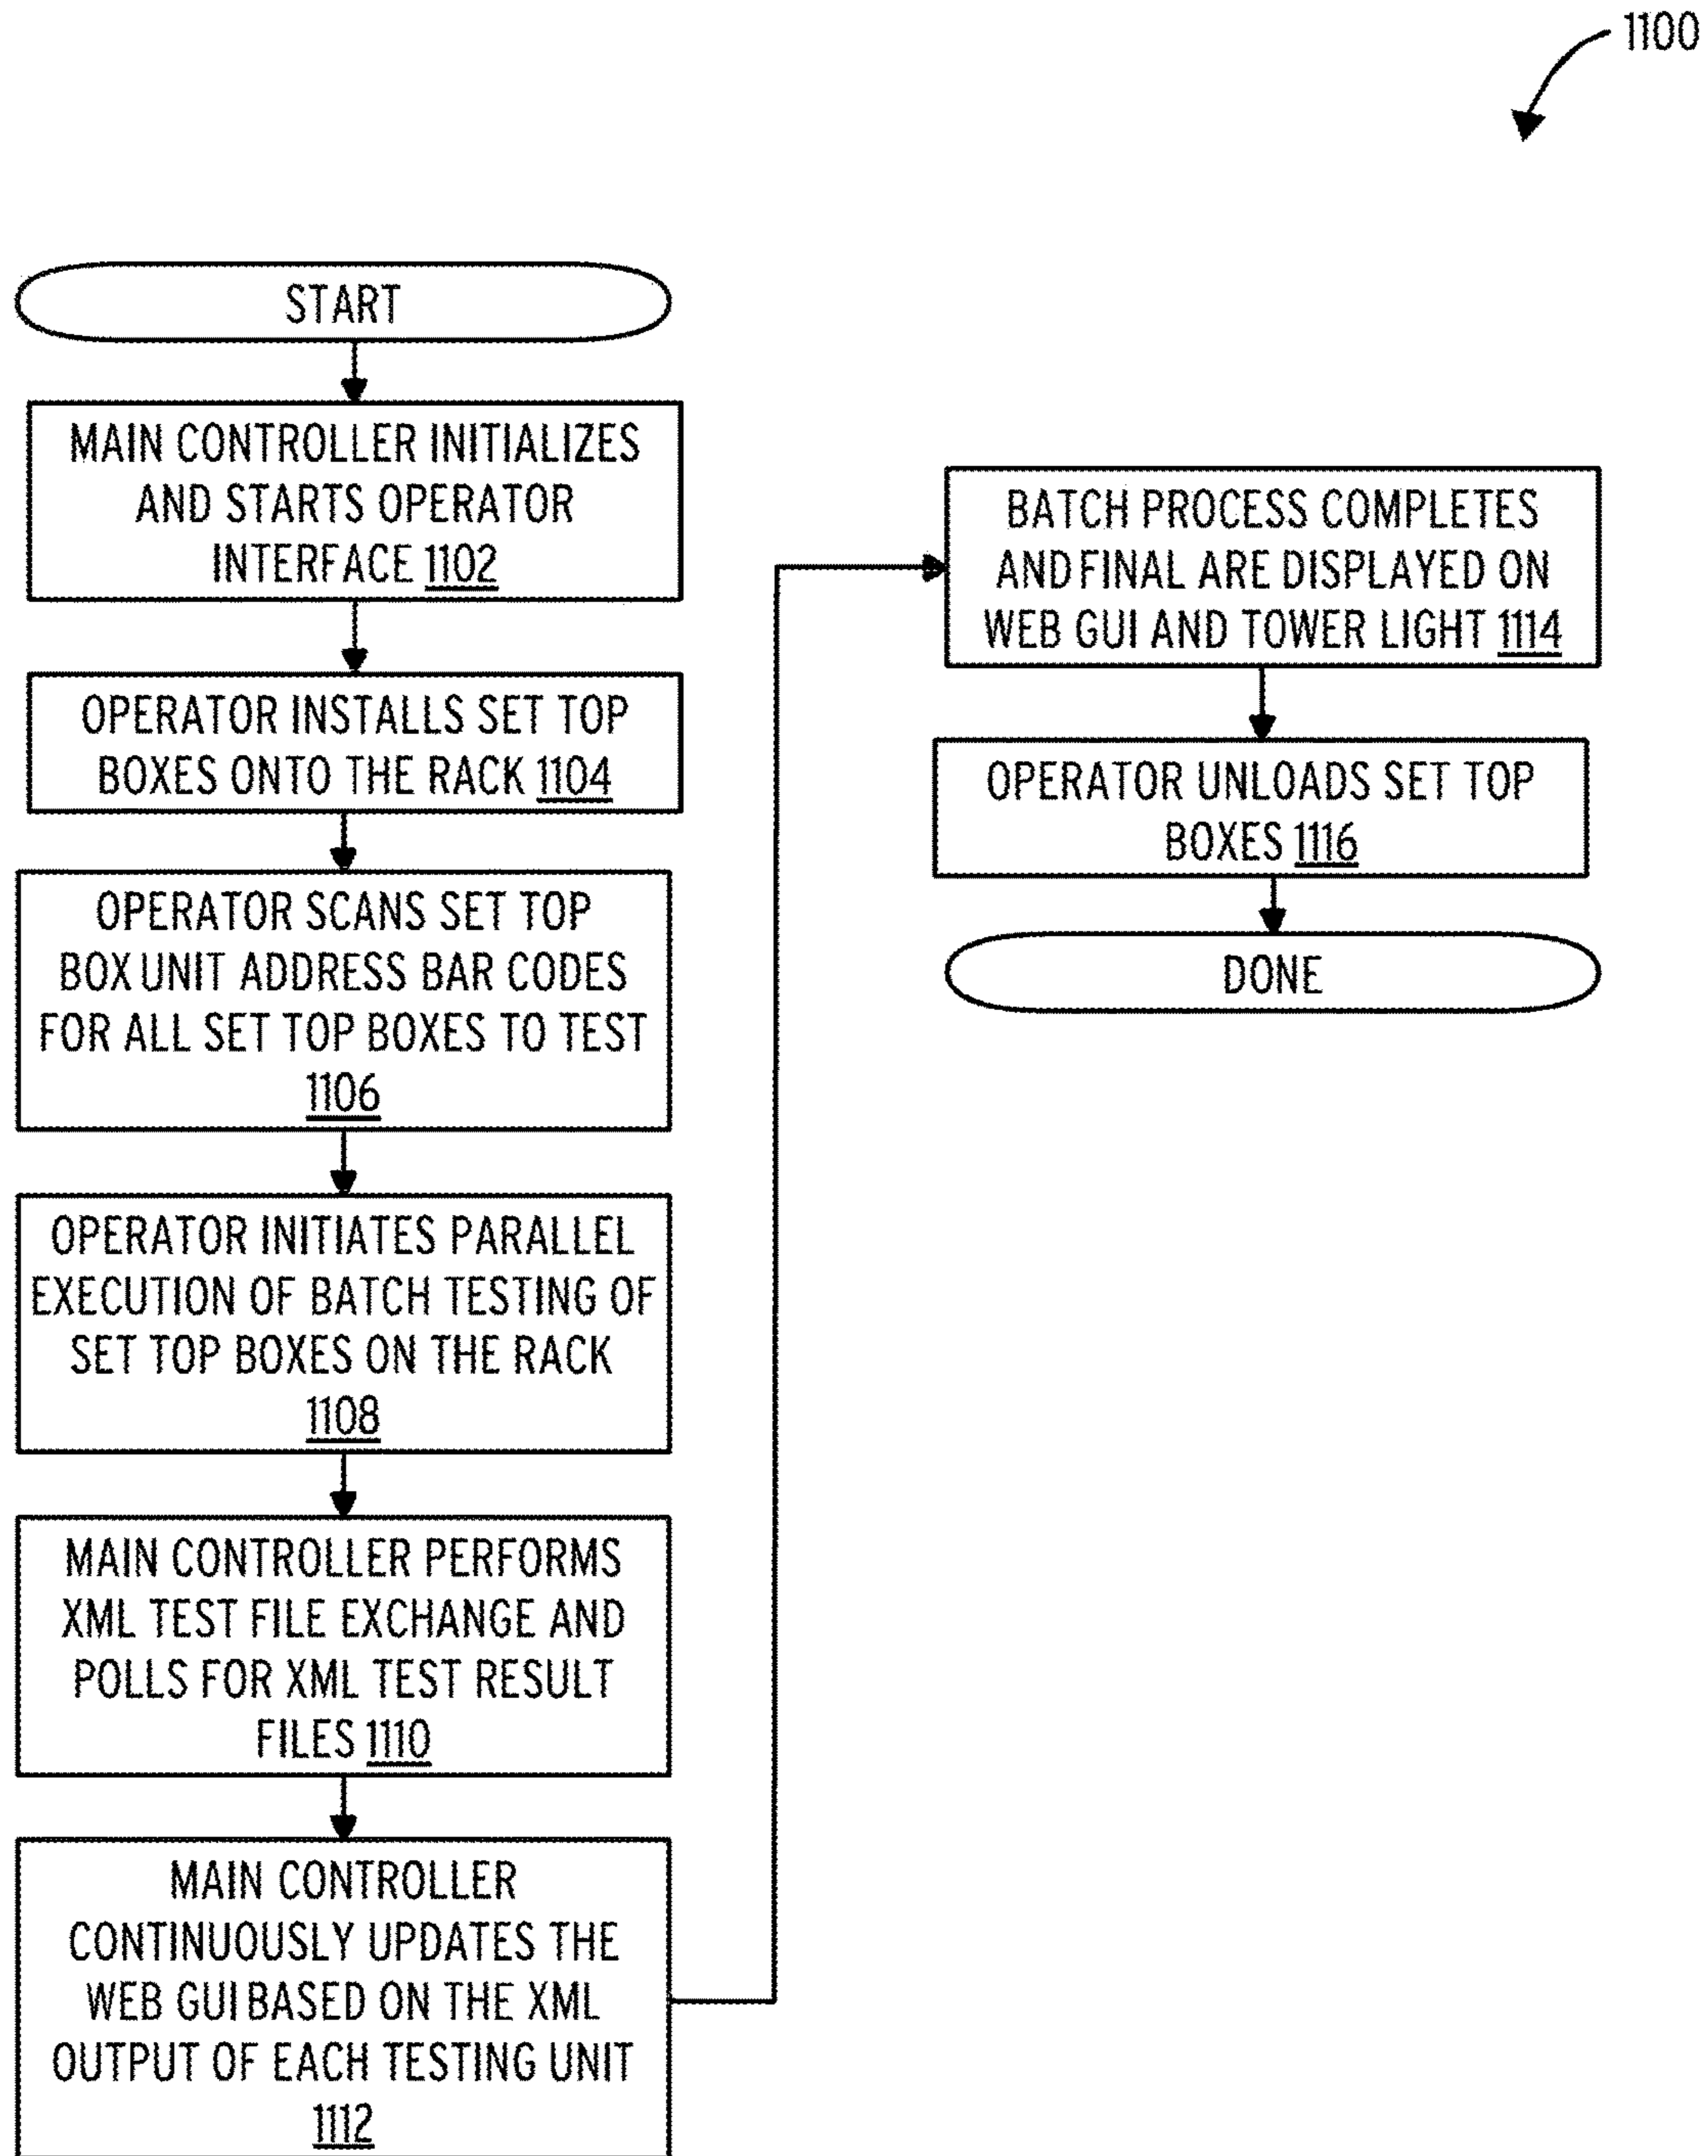 1100
START
MAIN CONTROLLER INITIALIZES
AND STARTS OPERATOR
INTERFACE 1102
OPERATOR INSTALLS SET TOP
BOXES ONTO THE RACK 1104
OPERATOR SCANS SET TOP
BOX UNIT ADDRESS BAR CODES
FOR ALL SET TOP BOXES TO TEST
1106
OPERATOR INITIATES PARALLEL
EXECUTION OF BATCH TESTING OF
SET TOP BOXES ON THE RACK
1108
MAIN CONTROLLER PERFORMS
XML TEST FILE EXCHANGE AND
POLLS FOR XML TEST RESULT
FILES 1110
MAIN CONTROLLER
CONTINUOUSLY UPDATES THE
WEB GUI BASED ON THE XML
OUTPUT OF EACH TESTING UNIT
1112
BATCH PROCESS COMPLETES
AND FINAL ARE DISPLAYED ON
WEB GUI AND TOWER LIGHT 1114
OPERATOR UNLOADS SET TOP
BOXES 1116
DONE